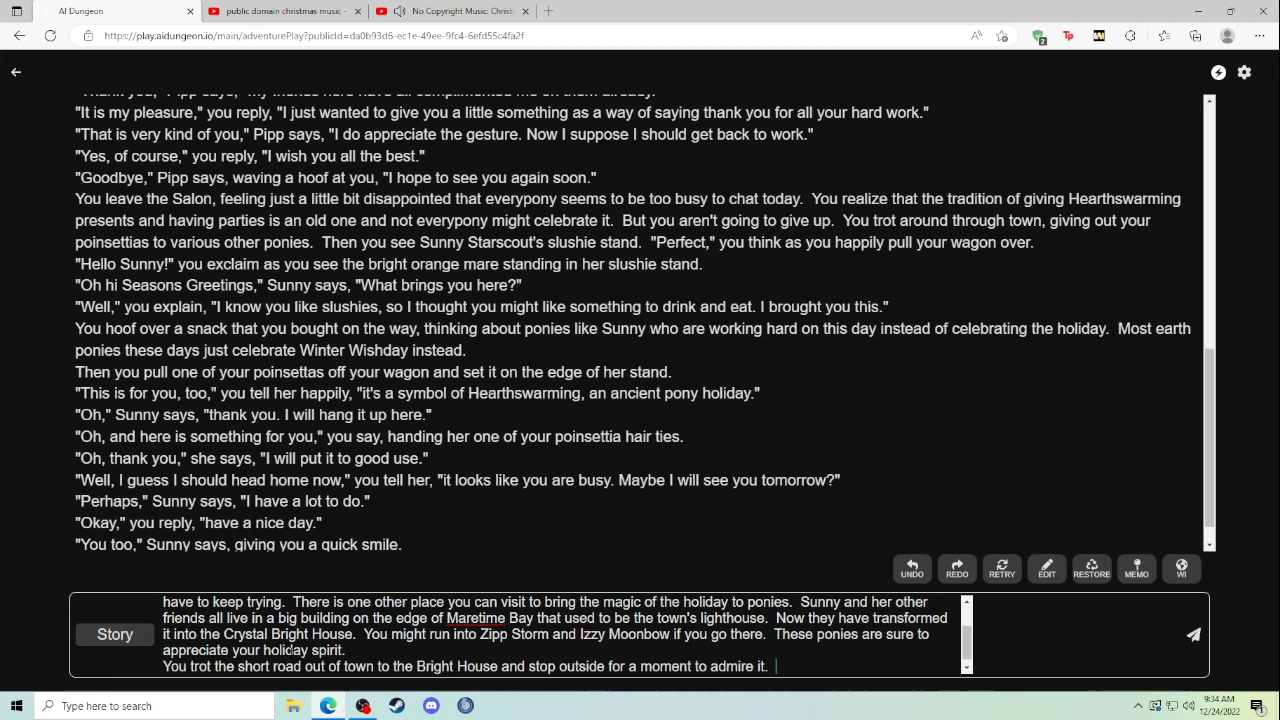 AI Dungeon
public domain christmas music -
No Copyright Music: Christ
https://play.aidungeon.io/main/adventurePlay?publicId=da0b93d6-ec1e-49ee-9fc4-6efd55c4fa2f
"Thank you," Pipp says, "my friends here have all complimented me on them already."
"It is my pleasure," you reply, "I just wanted to give you a little something as a way of saying thank you for all your hard work."
"That is very kind of you," Pipp says, "I do appreciate the gesture. Now I suppose I should get back to work."
"Yes, of course," you reply, "I wish you all the best."
"Goodbye," Pipp says, waving a hoof at you, "I hope to see you again soon."
You leave the Salon, feeling just a little bit disappointed that everypony seems to be too busy to chat today.  You realize that the tradition of giving Hearthswarming
presents and having parties is an old one and not everypony might celebrate it.  But you aren't going to give up.  You trot around through town, giving out your
poinsettias to various other ponies.  Then you see Sunny Starscout's slushie stand.  "Perfect," you think as you happily pull your wagon over.
"Hello Sunny!" you exclaim as you see the bright orange mare standing in her slushie stand.
"Oh hi Seasons Greetings," Sunny says, "What brings you here?"
"Well," you explain, "I know you like slushies, so I thought you might like something to drink and eat. I brought you this."
You hoof over a snack that you bought on the way, thinking about ponies like Sunny who are working hard on this day instead of celebrating the holiday.  Most earth
ponies these days just celebrate Winter Wishday instead.
Then you pull one of your poinsettas off your wagon and set it on the edge of her stand.
"This is for you, too," you tell her happily, "it's a symbol of Hearthswarming, an ancient pony holiday."
"Oh," Sunny says, "thank you. I will hang it up here."
"Oh, and here is something for you," you say, handing her one of your poinsettia hair ties.
"Oh, thank you," she says, "I will put it to good use."
"Well, I guess I should head home now," you tell her, "it looks like you are busy. Maybe I will see you tomorrow?"
"Perhaps," Sunny says, "I have a lot to do."
"Okay," you reply, "have a nice day."
"You too," Sunny says, giving you a quick smile.
UNDO REDO RETRY EDIT RESTORE MEMO WI
Story
have to keep trying.  There is one other place you can visit to bring the magic of the holiday to ponies.  Sunny and her other
friends all live in a big building on the edge of Maretime Bay that used to be the town's lighthouse.  Now they have transformed
it into the Crystal Bright House.  You might run into Zipp Storm and Izzy Moonbow if you go there.  These ponies are sure to
appreciate your holiday spirit.
You trot the short road out of town to the Bright House and stop outside for a moment to admire it.
Type here to search
9:34 AM
12/24/2022